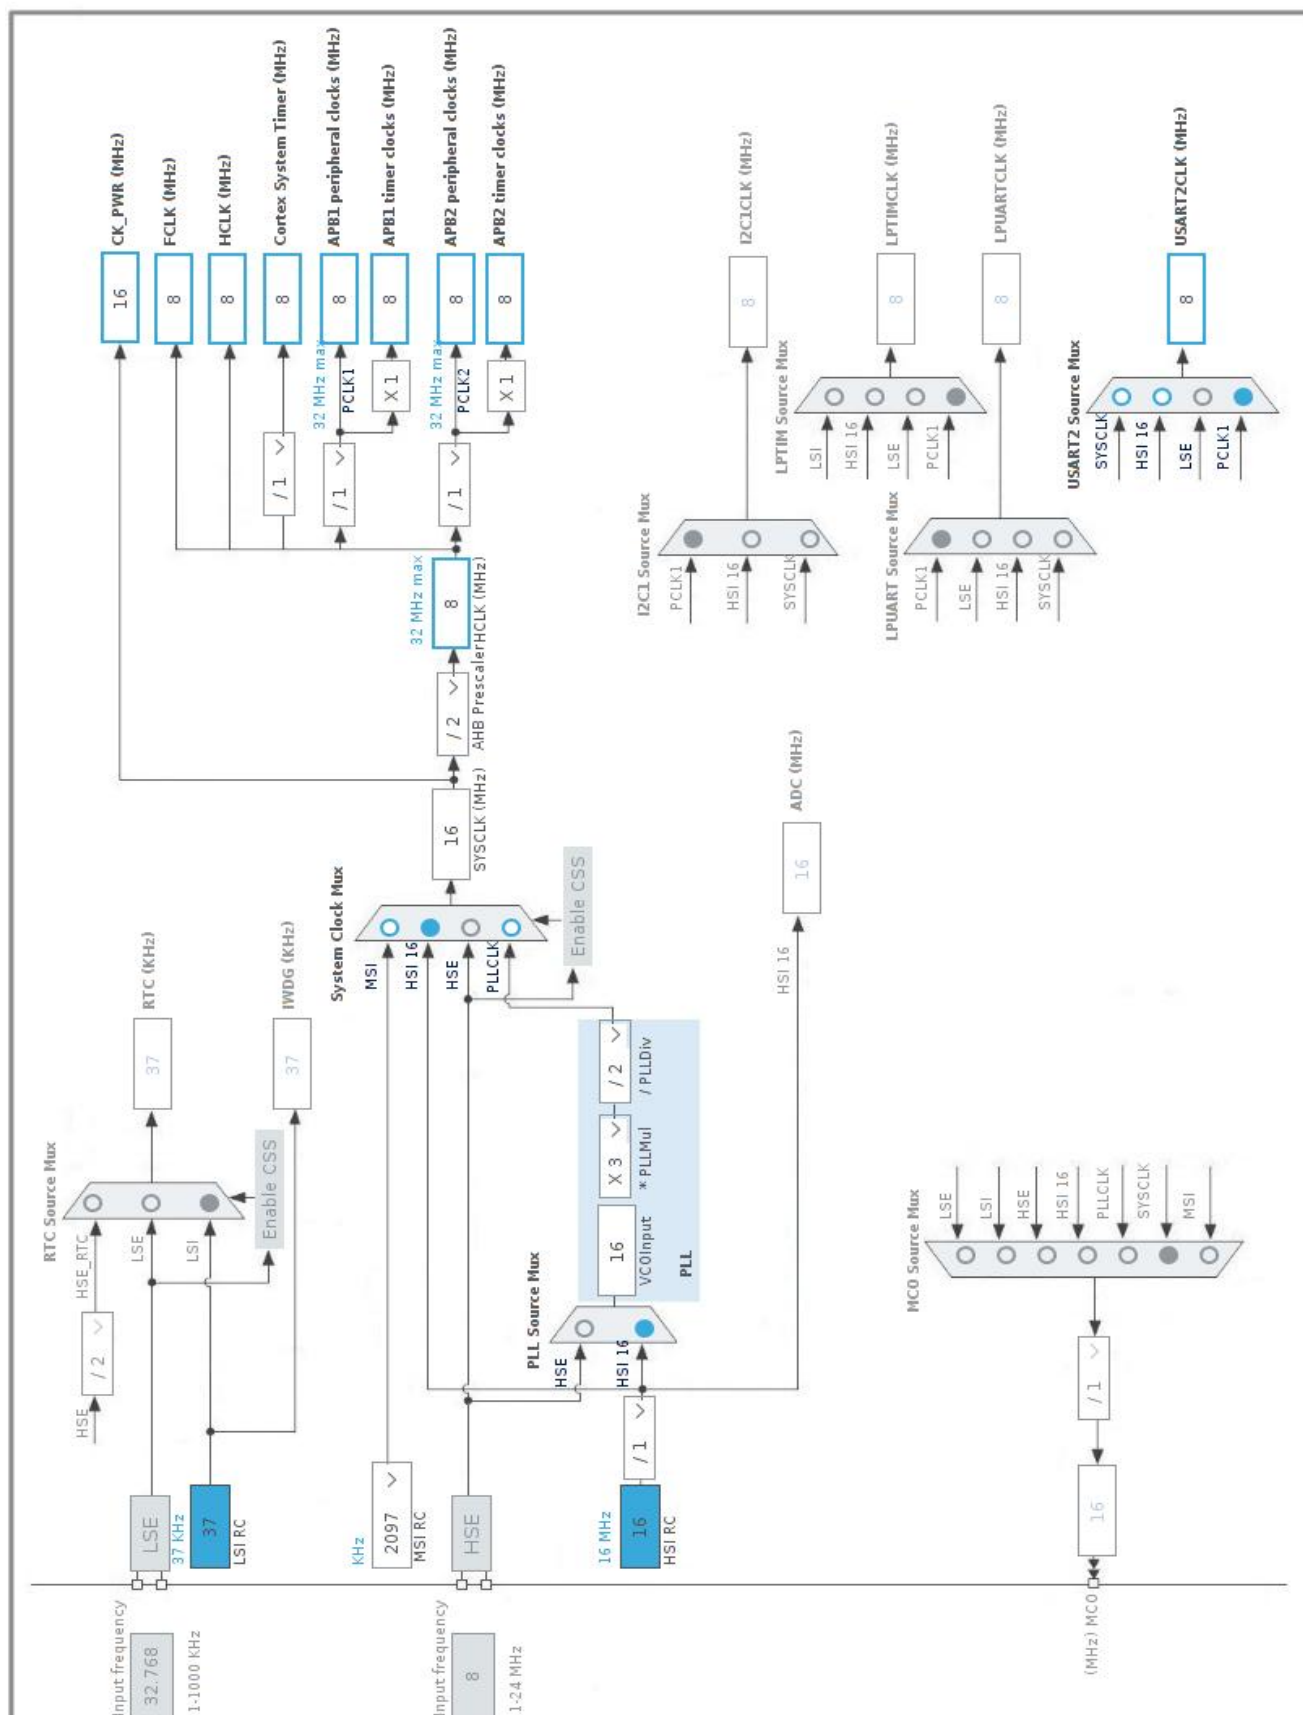 RTC Source Mux
HSE
/ 2
HSE_RTC
LSE
LSI
Enable CSS
37
RTC (KHz)
37
IWDG (KHz)
Input frequency
32.768
1-1000 KHz
LSE
37 KHz
37
LSI RC
System Clock Mux
KHz
2097
MSI RC
MSI
HSI 16
HSE
PLLCLK
Enable CSS
16
SYSCLK (MHz)
/ 2
AHB Prescaler
32 MHz max
8
HCLK (MHz)
16
CK_PWR (MHz)
8
FCLK (MHz)
8
HCLK (MHz)
/ 1
8
Cortex System Timer (MHz)
/ 1
32 MHz max
PCLK1
8
APB1 peripheral clocks (MHz)
X 1
8
APB1 timer clocks (MHz)
/ 1
32 MHz max
PCLK2
8
APB2 peripheral clocks (MHz)
X 1
8
APB2 timer clocks (MHz)
Input frequency
8
1-24 MHz
HSE
16 MHz
16
HSI RC
/ 1
PLL Source Mux
HSE
HSI 16
16
VCOInput
X 3
* PLLMul
/ 2
/ PLLDiv
PLL
HSI 16
16
ADC (MHz)
I2C1 Source Mux
PCLK1
HSI 16
SYSCLK
8
I2C1CLK (MHz)
LPTIM Source Mux
LSI
HSI 16
LSE
PCLK1
8
LPTIMCLK (MHz)
LPUART Source Mux
PCLK1
LSE
HSI 16
SYSCLK
8
LPUARTCLK (MHz)
USART2 Source Mux
SYSCLK
HSI 16
LSE
PCLK1
8
USART2CLK (MHz)
MCO Source Mux
LSE
LSI
HSE
HSI 16
PLLCLK
SYSCLK
MSI
/ 1
16
(MHz) MCO